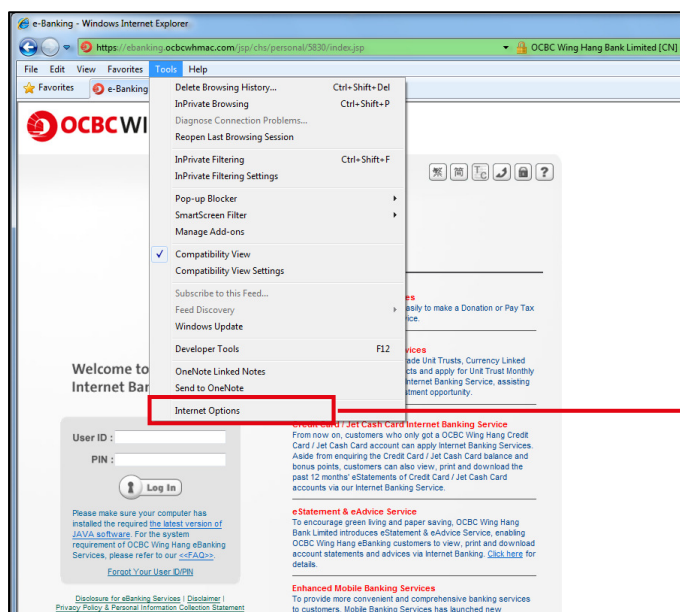 e-Banking - Windows Internet Explorer
https://ebanking.ocbcwhmac.com/jsp/chs/personal/5830/index.jsp
OCBC Wing Hang Bank Limited [CN]
File Edit View Favorites Tools Help
Favorites e-Banking
Delete Browsing History... Ctrl+Shift+Del
InPrivate Browsing Ctrl+Shift+P
Diagnose Connection Problems...
Reopen Last Browsing Session
InPrivate Filtering Ctrl+Shift+F
InPrivate Filtering Settings
Pop-up Blocker
SmartScreen Filter
Manage Add-ons
Compatibility View
Compatibility View Settings
Subscribe to this Feed...
Feed Discovery
Windows Update
Developer Tools F12
OneNote Linked Notes
Send to OneNote
Internet Options
OCBC WI
繁 简 TC ?
es
asily to make a Donation or Pay Tax
ice.
vices
ade Unit Trusts, Currency Linked
cts and apply for Unit Trust Monthly
nternet Banking Service, assisting
stment opportunity.
Welcome to
Internet Bar
User ID :
PIN :
Log In
Please make sure your computer has
installed the required the latest version of
JAVA software. For the system
requirement of OCBC Wing Hang eBanking
Services, please refer to our <<FAQ>>.
Forgot Your User ID/PIN
Disclosure for eBanking Services | Disclaimer |
Privacy Policy & Personal Information Collection Statement
Credit Card / Jet Cash Card Internet Banking Service
From now on, customers who only got a OCBC Wing Hang Credit
Card / Jet Cash Card account can apply Internet Banking Services.
Aside from enquiring the Credit Card / Jet Cash Card balance and
bonus points, customers can also view, print and download the
past 12 months' eStatements of Credit Card / Jet Cash Card
accounts via our Internet Banking Service.
eStatement & eAdvice Service
To encourage green living and paper saving, OCBC Wing Hang
Bank Limited introduces eStatement & eAdvice Service, enabling
OCBC Wing Hang customers to view, print and download
account statements and advices via Internet Banking. Click here for
details.
Enhanced Mobile Banking Services
To provide more convenient and comprehensive banking services
to customers, Mobile Banking Services has launched new